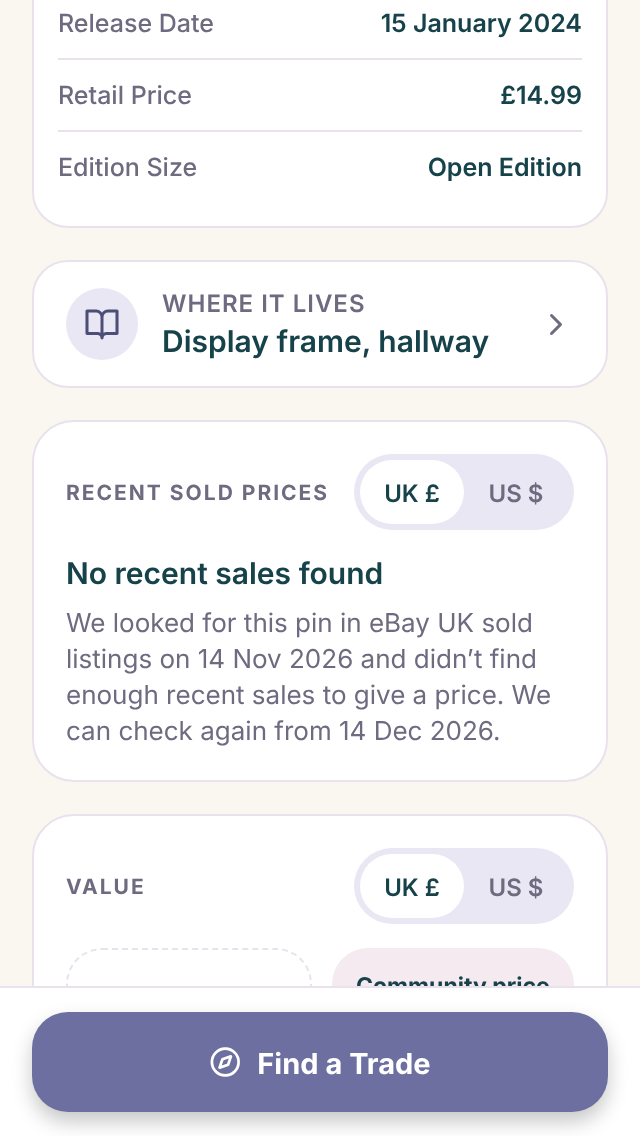 Release Date 15 January 2024
Retail Price £14.99
Edition Size Open Edition
WHERE IT LIVES
Display frame, hallway
RECENT SOLD PRICES UK £ US $
No recent sales found
We looked for this pin in eBay UK sold
listings on 14 Nov 2026 and didn’t find
enough recent sales to give a price. We
can check again from 14 Dec 2026.
VALUE UK £ US $
Community price
Find a Trade